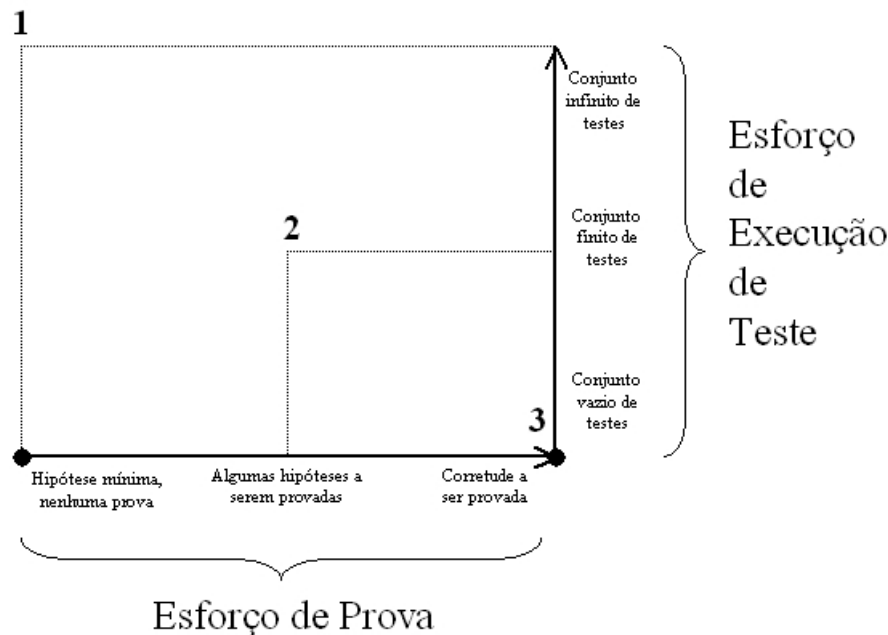 1
Conjunto
infinito de
testes
Esforço
de
Execução
de
Teste
2
Conjunto
finito de
testes
Conjunto
vazio de
testes
3
Hipótese mínima,
nenhuma prova
Algumas hipóteses a
serem provadas
Corretude a
ser provada
Esforço de Prova